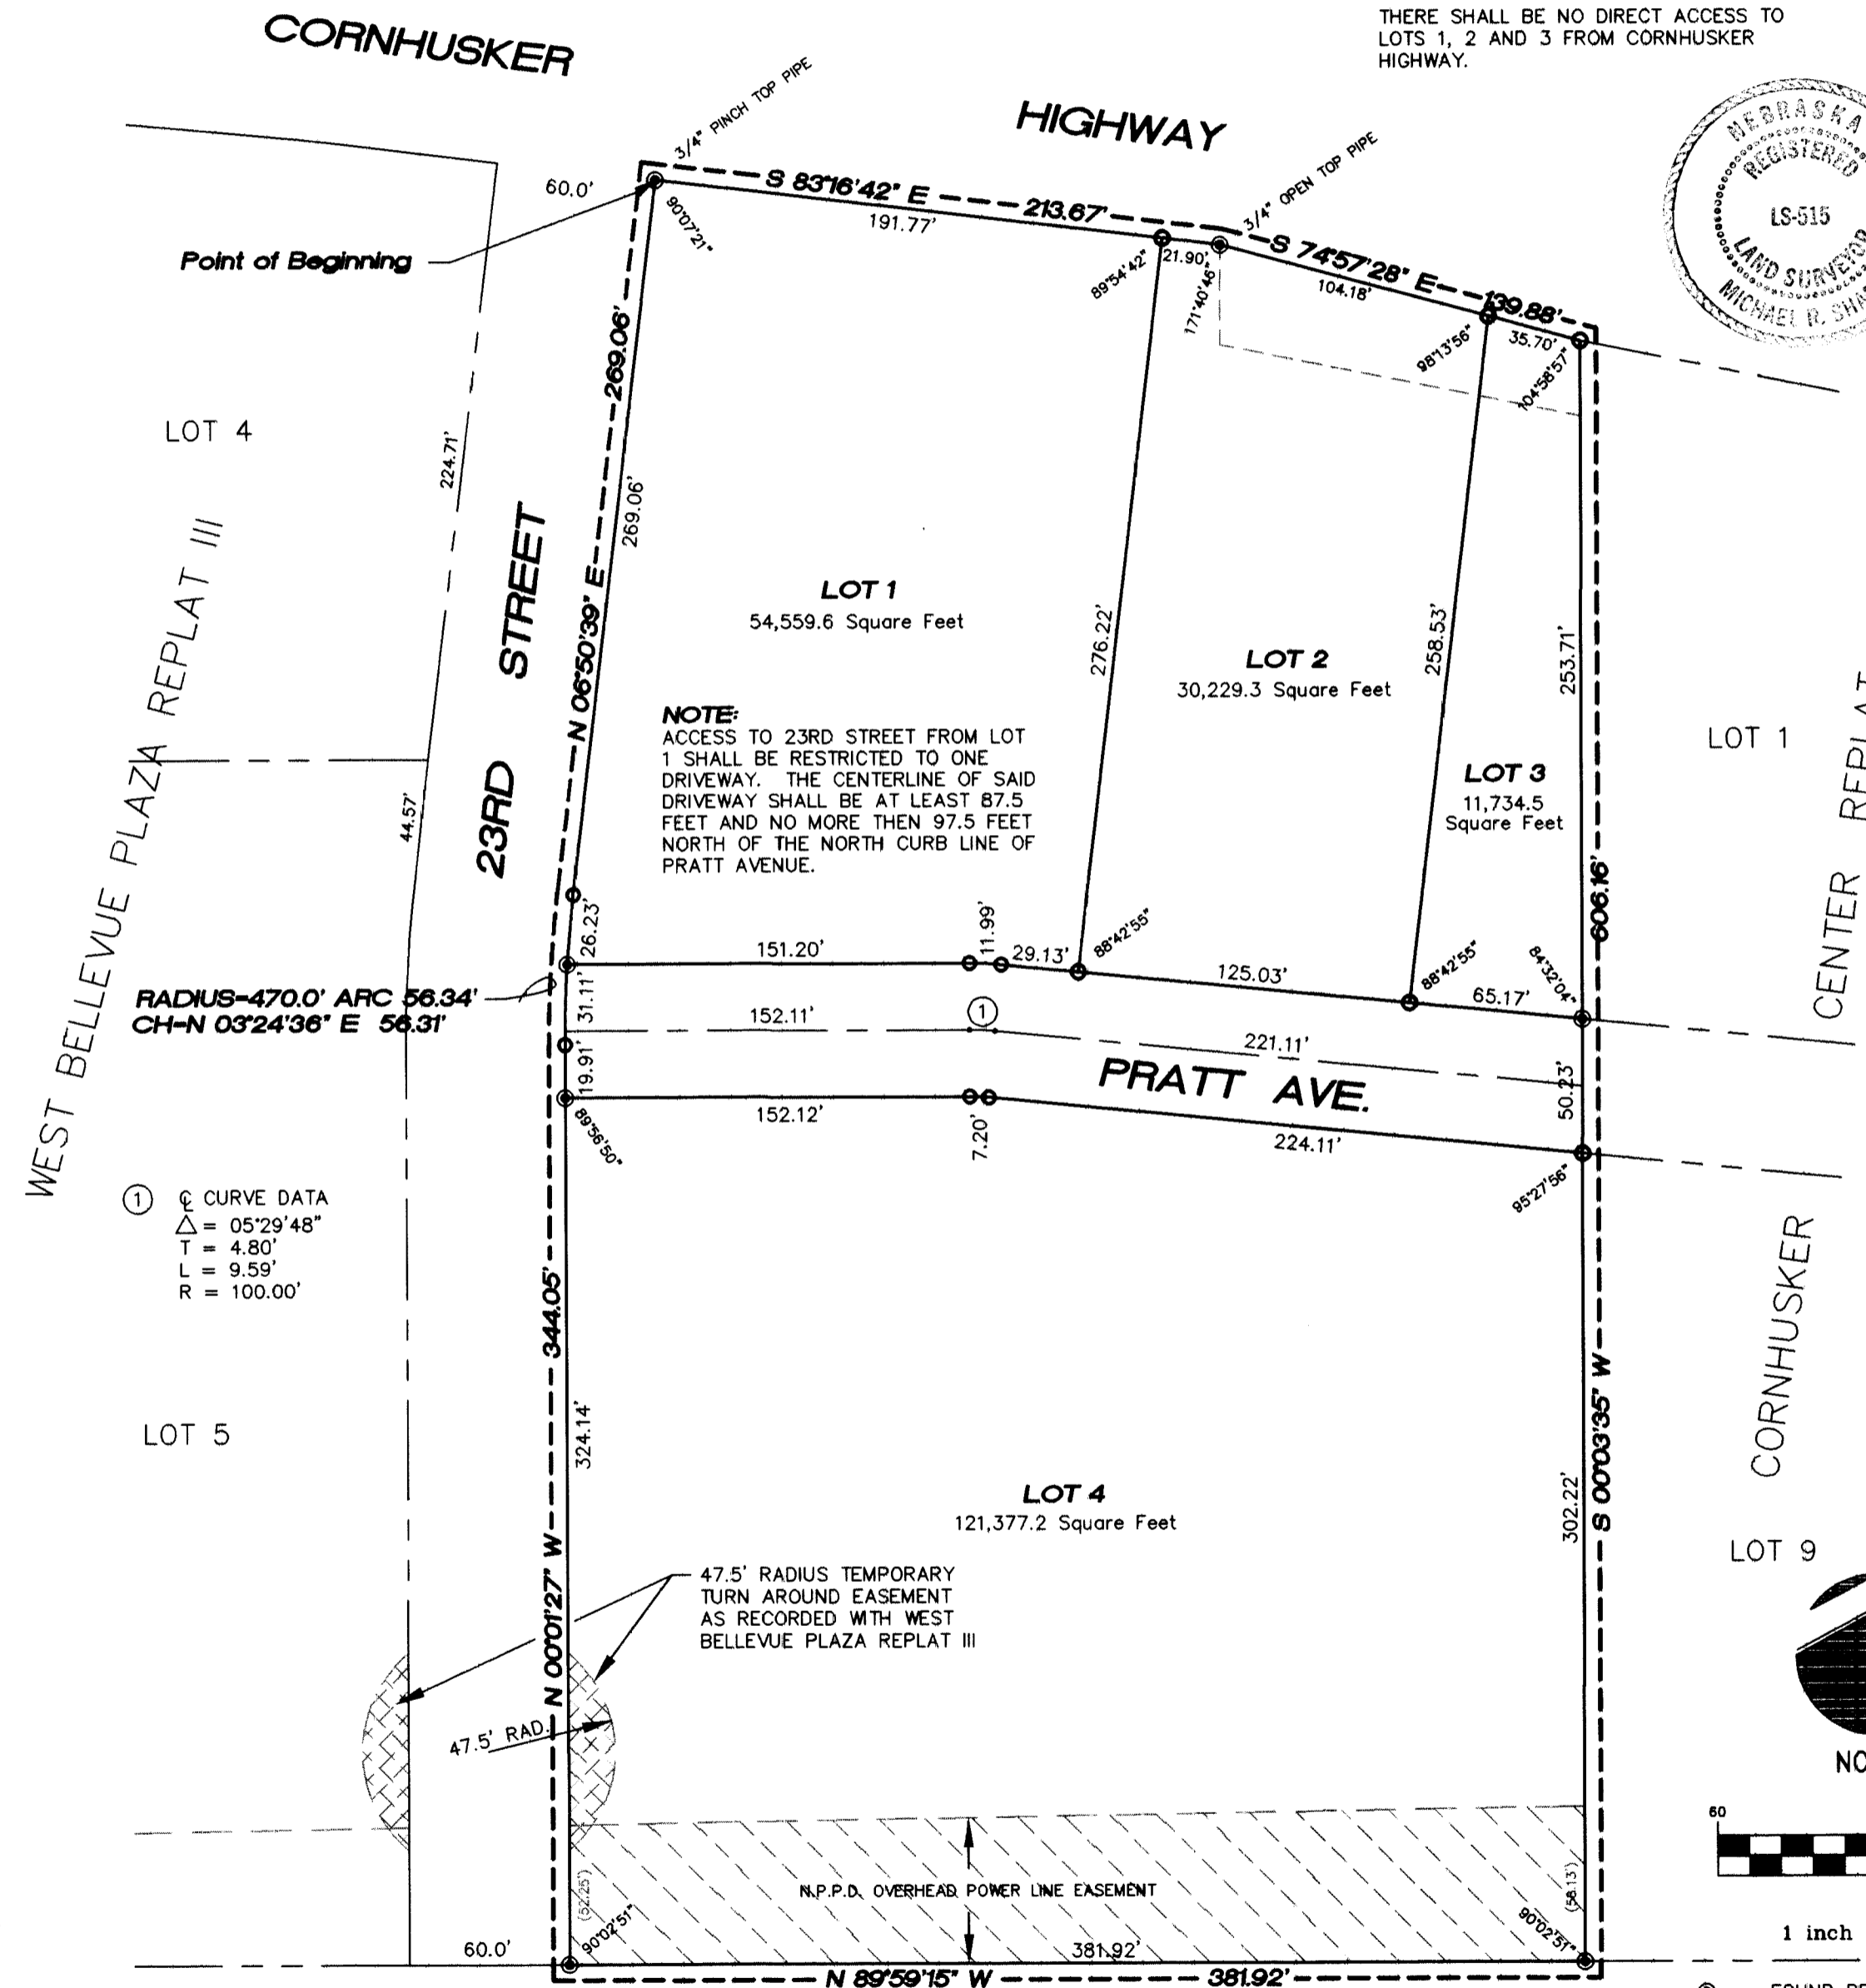 CORNHUSKER
HIGHWAY
THERE SHALL BE NO DIRECT ACCESS TO
LOTS 1, 2 AND 3 FROM CORNHUSKER
HIGHWAY.
NEBRASKA
REGISTERED
LS-515
LAND SURVEYOR
MICHAEL R. SHA
3/4" PINCH TOP PIPE
3/4" OPEN TOP PIPE
60.0'
Point of Beginning
S 83°16'42" E
213.67'
191.77'
90°07'21"
21.90'
89°54'42"
171°40'46"
S 74°57'28" E
139.88'
104.18'
35.70'
98°13'56"
104°58'57"
LOT 4
224.71'
44.57'
WEST BELLEVUE PLAZA REPLAT III
23RD STREET
N 06°50'39" E
269.06'
269.06'
LOT 1
54,559.6 Square Feet
276.22'
LOT 2
30,229.3 Square Feet
258.53'
LOT 3
11,734.5
Square Feet
253.71'
606.16'
LOT 1
CENTER REPLAT
CORNHUSKER
NOTE:
ACCESS TO 23RD STREET FROM LOT
1 SHALL BE RESTRICTED TO ONE
DRIVEWAY. THE CENTERLINE OF SAID
DRIVEWAY SHALL BE AT LEAST 87.5
FEET AND NO MORE THEN 97.5 FEET
NORTH OF THE NORTH CURB LINE OF
PRATT AVENUE.
26.23'
151.20'
11.99'
29.13'
88°42'55"
125.03'
88°42'55"
65.17'
84°32'04"
RADIUS=470.0' ARC 56.34'
CH=N 03°24'36" E 56.31'
31.11'
152.11'
1
221.11'
PRATT AVE.
50.23'
19.91'
152.12'
7.20'
224.11'
89°56'50"
95°27'56"
1 ℄ CURVE DATA
△ = 05°29'48"
T = 4.80'
L = 9.59'
R = 100.00'
344.05'
324.14'
N 00°01'27" W
LOT 5
LOT 4
121,377.2 Square Feet
302.22'
S 00°03'35" W
LOT 9
47.5' RADIUS TEMPORARY
TURN AROUND EASEMENT
AS RECORDED WITH WEST
BELLEVUE PLAZA REPLAT III
47.5' RAD.
NO
60
(52.25')
N.P.P.D. OVERHEAD POWER LINE EASEMENT
(58.13')
90°02'51"
90°02'51"
60.0'
381.92'
N 89°59'15" W
381.92'
1 inch